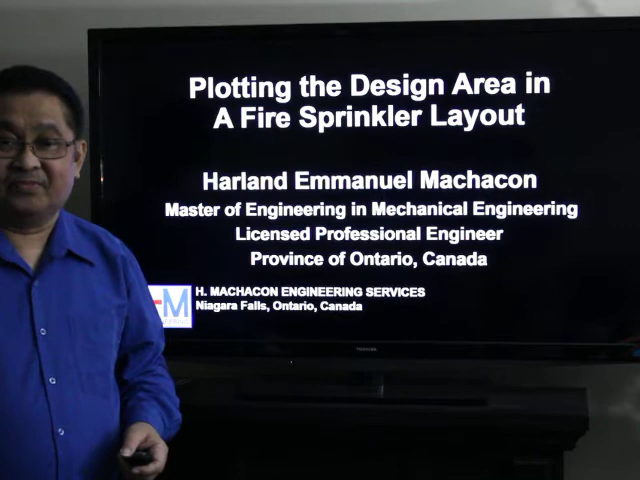 Plotting the Design Area in
A Fire Sprinkler Layout
Harland Emmanuel Machacon
Master of Engineering in Mechanical Engineering
Licensed Professional Engineer
Province of Ontario, Canada
H. MACHACON ENGINEERING SERVICES
Niagara Falls, Ontario, Canada
TOSHIBA